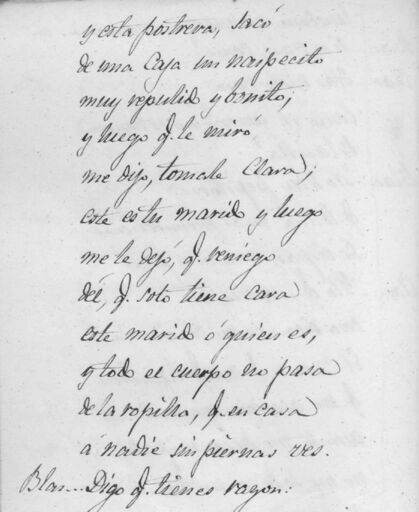 y esta postrera, sacó
de una Caja un naipecito
muy repulido y bonito,
y luego q. le miró
me dijo, tomale Clara;
este es tu marido y luego
me le dejó, q. reniego
dél, q. solo tiene cara
este marido ó quien es,
y todo el cuerpo no pasa
de la ropilla, q. en casa
á nadie sin piernas ves.
Blas... Digo q. tienes razon: